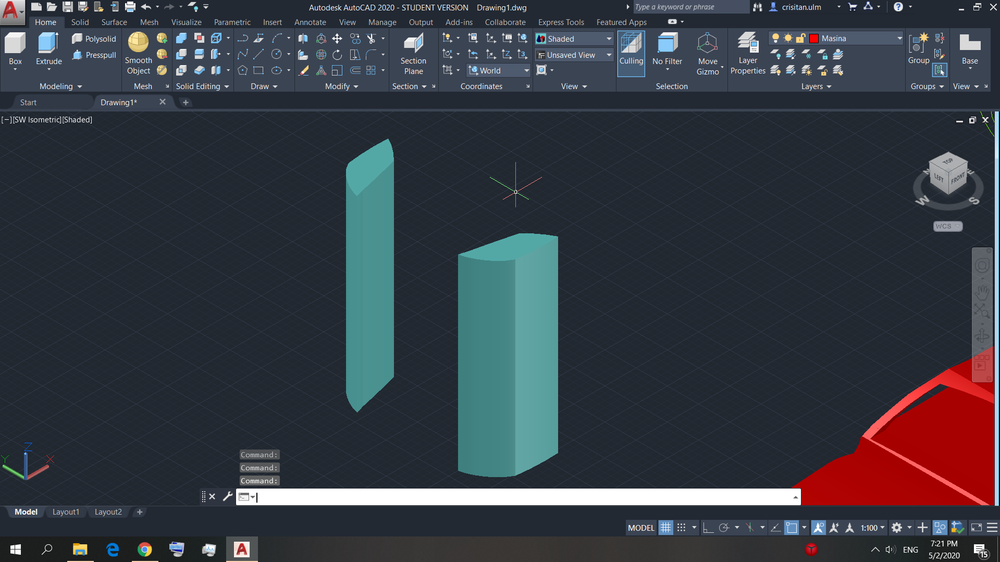 Autodesk AutoCAD 2020 - STUDENT VERSION Drawing1.dwg
Type a keyword or phrase
crisitan.ulm
Home Solid Surface Mesh Visualize Parametric Insert Annotate View Manage Output Add-ins Collaborate Express Tools Featured Apps
Box
Extrude
Polysolid
Presspull
Smooth
Object
Section
Plane
World
Shaded
Unsaved View
Culling
No Filter
Move
Gizmo
Layer
Properties
Masina
Group
Base
Modeling Mesh Solid Editing Draw Modify Section Coordinates View Selection Layers Groups View
Start Drawing1*
[−][SW Isometric][Shaded]
TOP
LEFT
FRONT
N
E
W
S
WCS
Z
Y
X
Command:
Command:
Command:
Model Layout1 Layout2
MODEL
1:100
7:21 PM
ENG
5/2/2020
15